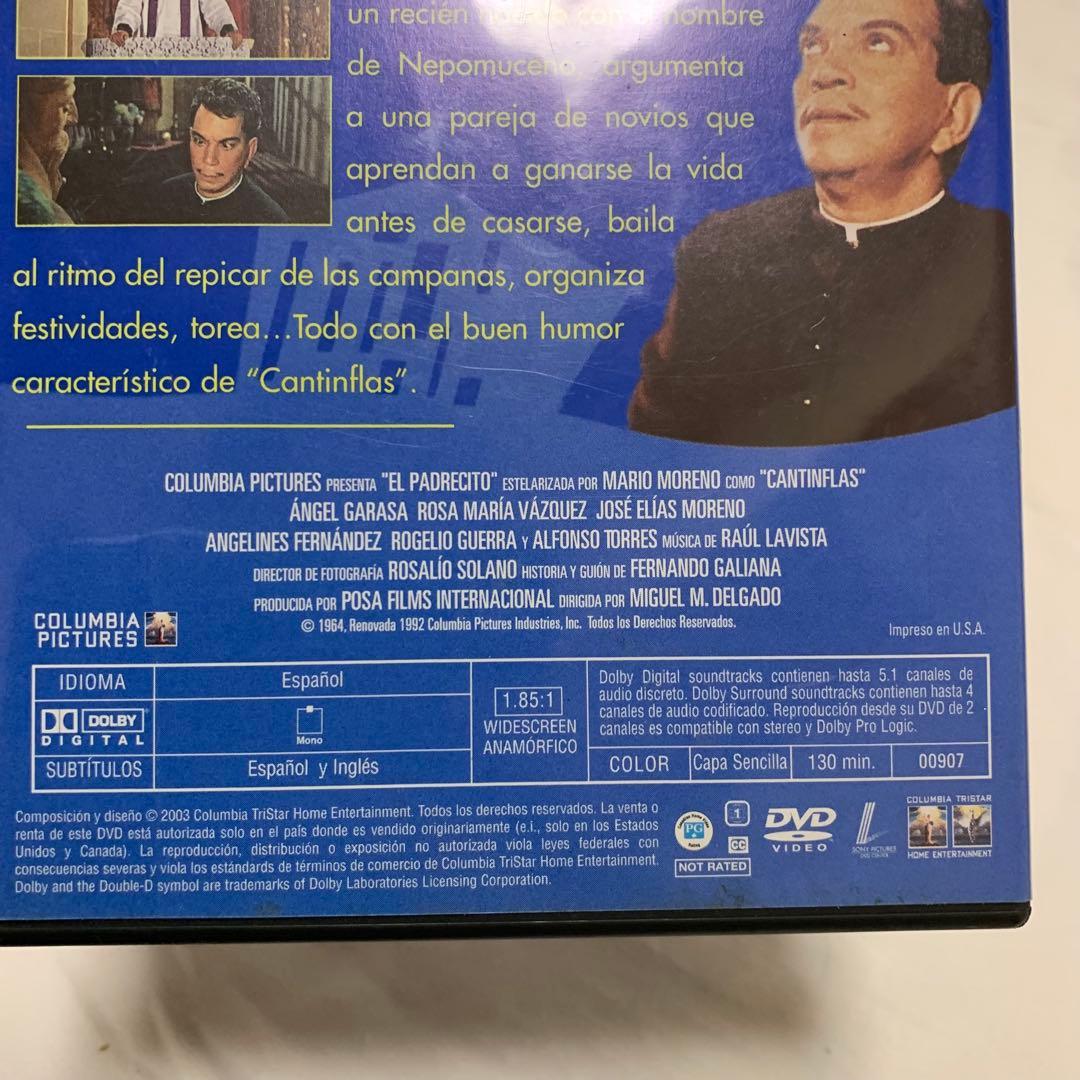 un recién con el nombre
de Nepomuceno, argumenta
a una pareja de novios que
aprendan a ganarse la vida
antes de casarse, baila
al ritmo del repicar de las campanas, organiza
festividades, torea...Todo con el buen humor
característico de “Cantinflas”.
COLUMBIA PICTURES PRESENTA "EL PADRECITO" ESTELARIZADA POR MARIO MORENO COMO "CANTINFLAS"
ÁNGEL GARASA ROSA MARÍA VÁZQUEZ JOSÉ ELÍAS MORENO
ANGELINES FERNÁNDEZ ROGELIO GUERRA Y ALFONSO TORRES MÚSICA DE RAÚL LAVISTA
DIRECTOR DE FOTOGRAFÍA ROSALÍO SOLANO HISTORIA Y GUIÓN DE FERNANDO GALIANA
PRODUCIDA POR POSA FILMS INTERNACIONAL DIRIGIDA POR MIGUEL M. DELGADO
© 1964, Renovada 1992 Columbia Pictures Industries, Inc. Todos los Derechos Reservados.
COLUMBIA
PICTURES
Impreso en U.S.A.
IDIOMA Español
DOLBY
DIGITAL
Mono
SUBTÍTULOS Español y Inglés
1.85:1
WIDESCREEN
ANAMÓRFICO
Dolby Digital soundtracks contienen hasta 5.1 canales de
audio discreto. Dolby Surround soundtracks contienen hasta 4
canales de audio codificado. Reproducción desde su DVD de 2
canales es compatible con stereo y Dolby Pro Logic.
COLOR Capa Sencilla 130 min. 00907
Composición y diseño © 2003 Columbia TriStar Home Entertainment. Todos los derechos reservados. La venta o
renta de este DVD está autorizada solo en el país donde es vendido originariamente (e.i., solo en los Estados
Unidos y Canada). La reproducción, distribución o exposición no autorizada viola leyes federales con
consecuencias severas y viola los estándards de términos de comercio de Columbia TriStar Home Entertainment.
Dolby and the Double-D symbol are trademarks of Dolby Laboratories Licensing Corporation.
PG
NOT RATED
1
CC
DVD
VIDEO
SONY PICTURES
DVD CENTER
COLUMBIA TRISTAR
HOME ENTERTAINMENT